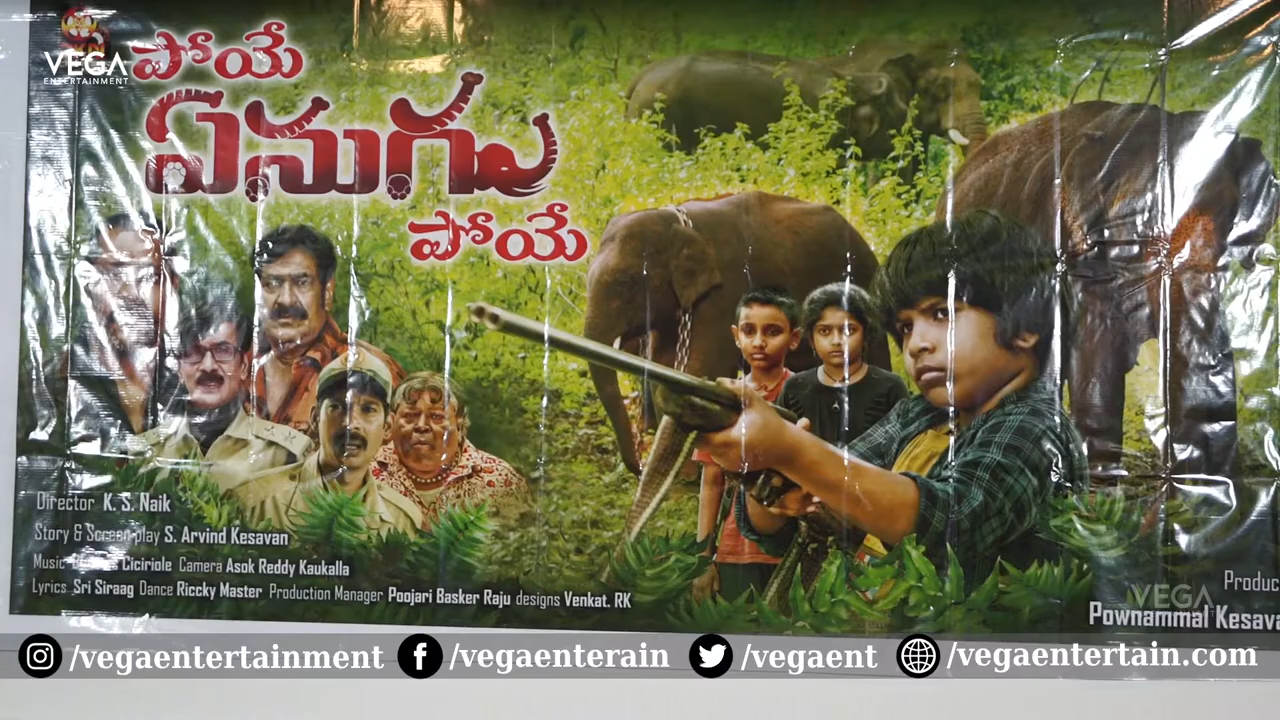 VEGA
ENTERTAINMENT
పోయే
ఏనుగు
పోయే
Director K. S. Naik
Story & Screen play S. Arvind Kesavan
Music Ciciriole Camera Asok Reddy Kaukalla
Lyrics Sri Siraag Dance Riccky Master Production Manager Poojari Basker Raju designs Venkat. RK
VEGA
Produc
Pownammal Kesava
/vegaentertainment /vegaenterain /vegaent /vegaentertain.com